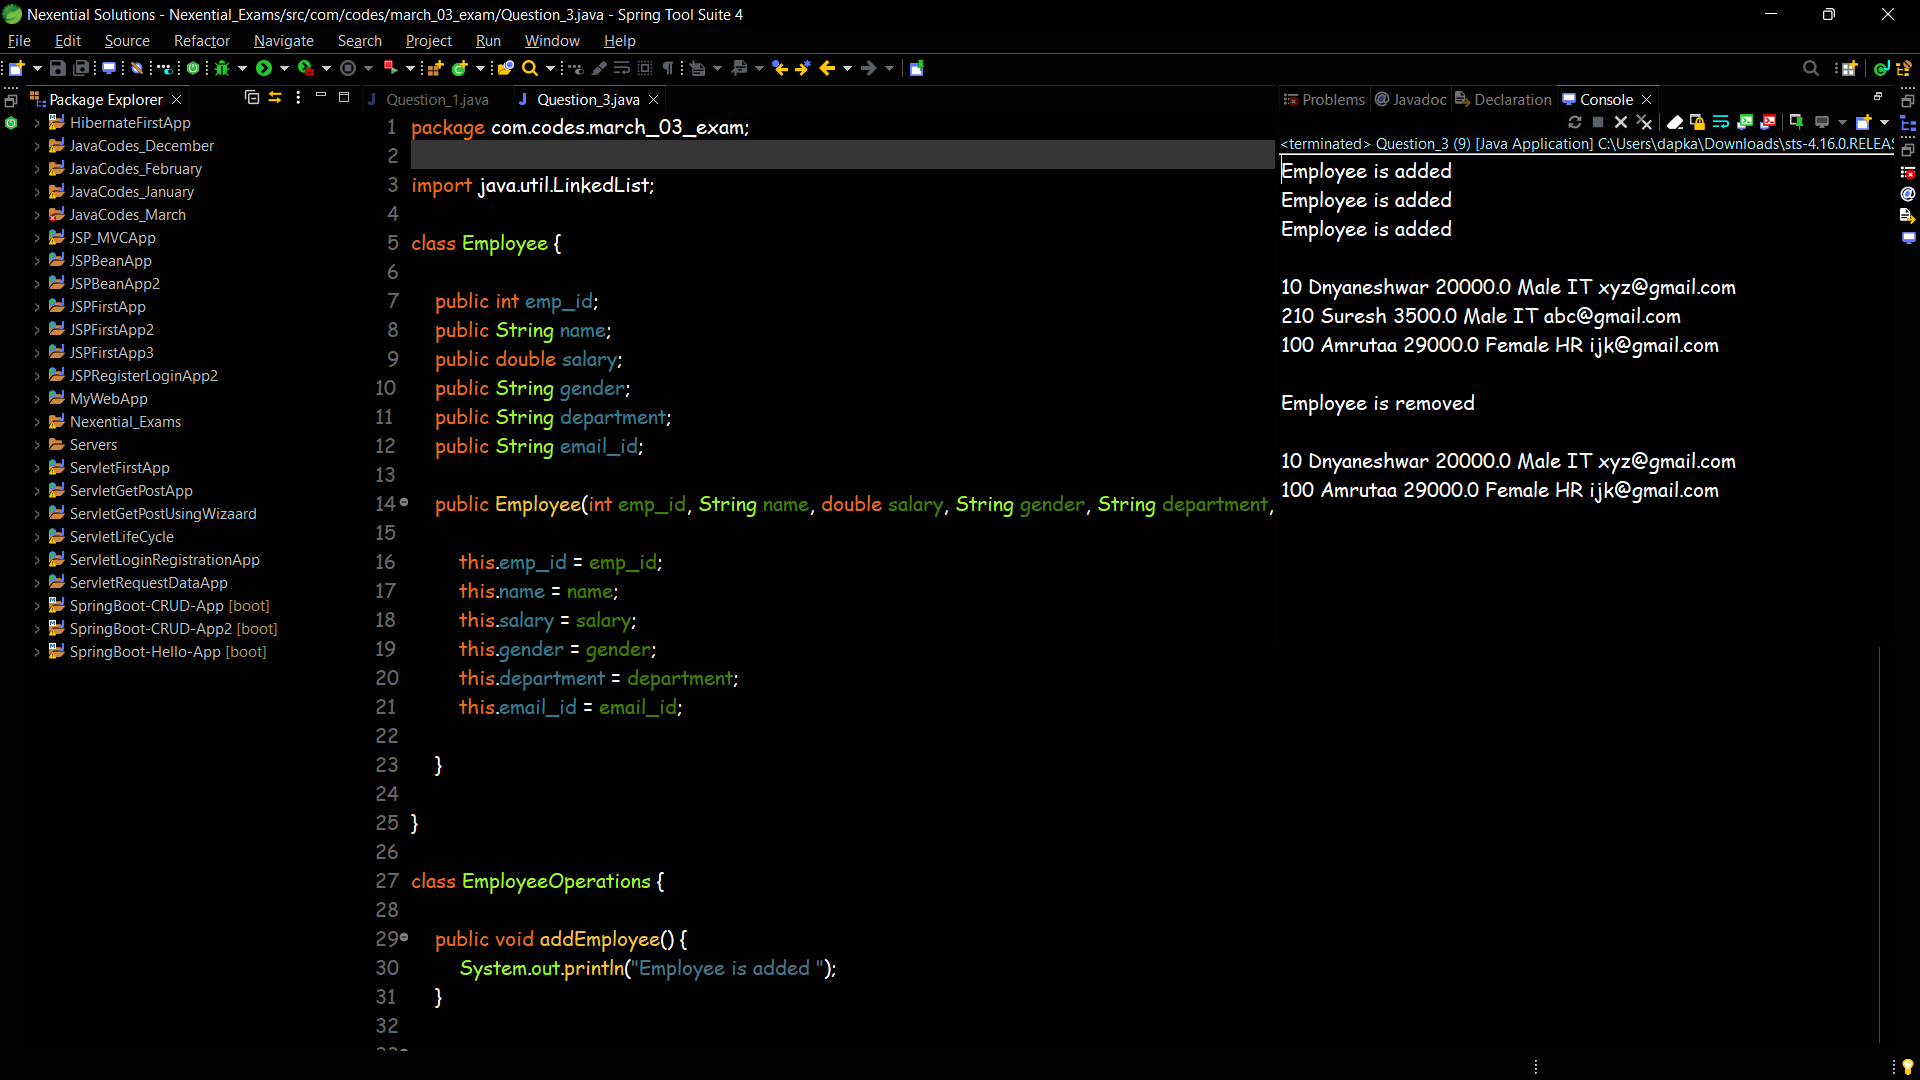 Nexential Solutions - Nexential_Exams/src/com/codes/march_03_exam/Question_3.java - Spring Tool Suite 4
File Edit Source Refactor Navigate Search Project Run Window Help
Package Explorer
HibernateFirstApp
JavaCodes_December
JavaCodes_February
JavaCodes_January
JavaCodes_March
JSP_MVCApp
JSPBeanApp
JSPBeanApp2
JSPFirstApp
JSPFirstApp2
JSPFirstApp3
JSPRegisterLoginApp2
MyWebApp
Nexential_Exams
Servers
ServletFirstApp
ServletGetPostApp
ServletGetPostUsingWizaard
ServletLifeCycle
ServletLoginRegistrationApp
ServletRequestDataApp
SpringBoot-CRUD-App [boot]
SpringBoot-CRUD-App2 [boot]
SpringBoot-Hello-App [boot]
Question_1.java Question_3.java
1 package com.codes.march_03_exam;
2
3 import java.util.LinkedList;
4
5 class Employee {
6
7 public int emp_id;
8 public String name;
9 public double salary;
10 public String gender;
11 public String department;
12 public String email_id;
13
14 public Employee(int emp_id, String name, double salary, String gender, String department,
15
16 this.emp_id = emp_id;
17 this.name = name;
18 this.salary = salary;
19 this.gender = gender;
20 this.department = department;
21 this.email_id = email_id;
22
23 }
24
25 }
26
27 class EmployeeOperations {
28
29 public void addEmployee() {
30 System.out.println("Employee is added ");
31 }
32
Problems Javadoc Declaration Console
<terminated> Question_3 (9) [Java Application] C:\Users\dapka\Downloads\sts-4.16.0.RELEAS
Employee is added
Employee is added
Employee is added
10 Dnyaneshwar 20000.0 Male IT xyz@gmail.com
210 Suresh 3500.0 Male IT abc@gmail.com
100 Amrutaa 29000.0 Female HR ijk@gmail.com
Employee is removed
10 Dnyaneshwar 20000.0 Male IT xyz@gmail.com
100 Amrutaa 29000.0 Female HR ijk@gmail.com